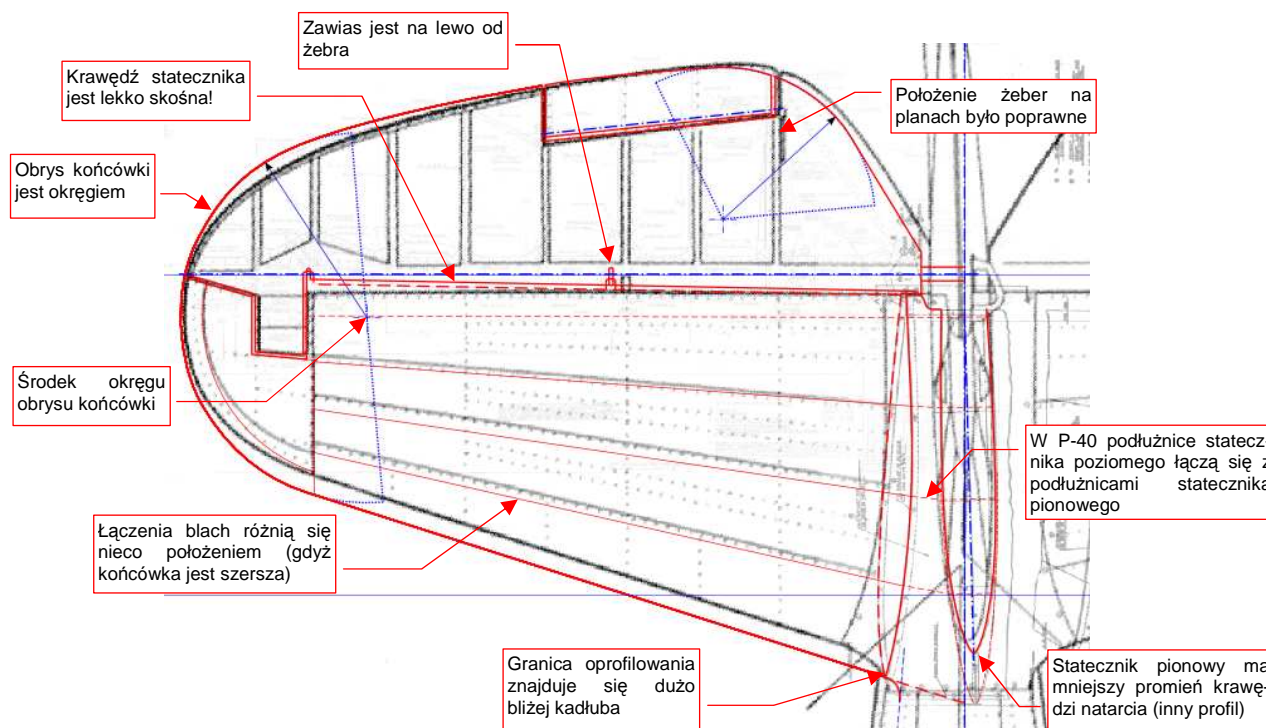 Zawias jest na lewo od
żebra
Krawędź statecznika
jest lekko skośna!
Położenie żeber na
planach było poprawne
Obrys końcówki
jest okręgiem
Środek okręgu
obrysu końcówki
W P-40 podłużnice statecz-
nika poziomego łączą się z
podłużnicami statecznika
pionowego
Łączenia blach różnią się
nieco położeniem (gdyż
końcówka jest szersza)
Granica oprofilowania
znajduje się dużo
bliżej kadłuba
Statecznik pionowy ma
mniejszy promień krawę-
dzi natarcia (inny profil)